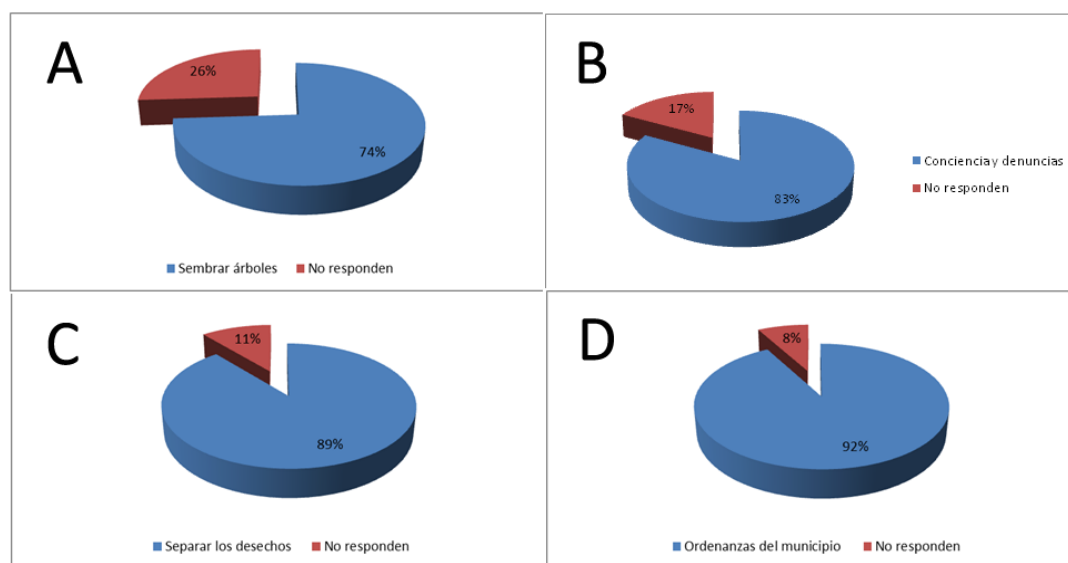 A
26%
74%
Sembrar árboles No responden
B
17%
83%
Conciencia y denuncias
No responden
C
11%
89%
Separar los desechos No responden
D
8%
92%
Ordenanzas del municipio No responden